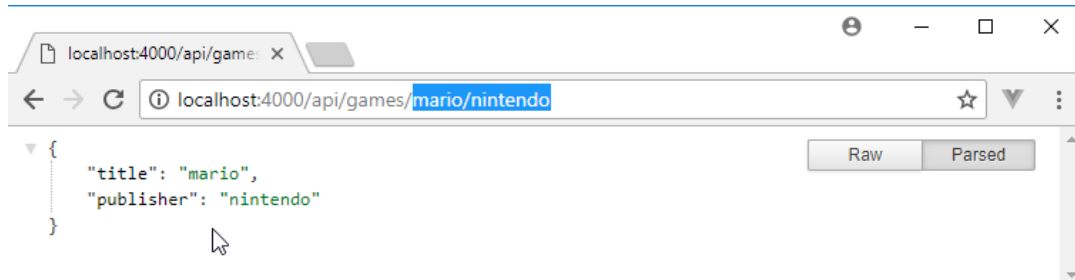 localhost:4000/api/game
localhost:4000/api/games/mario/nintendo
{
"title": "mario",
"publisher": "nintendo"
}
Raw
Parsed